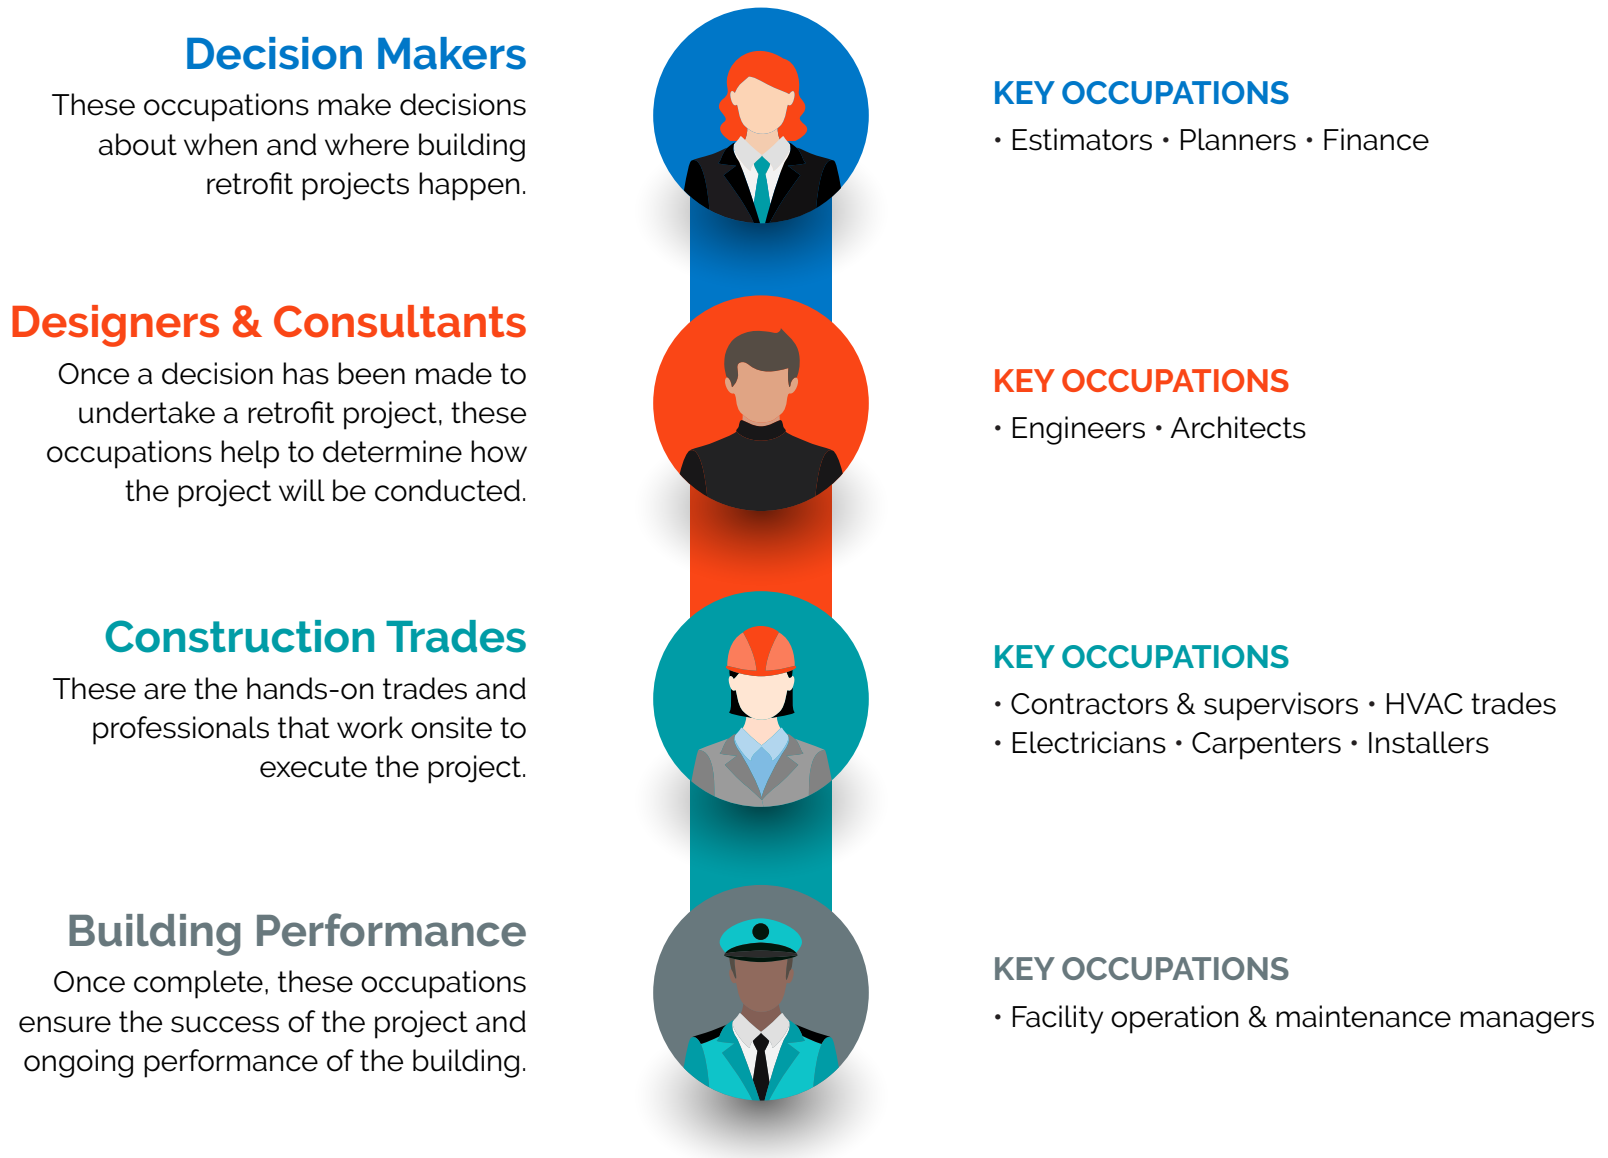 Decision Makers
These occupations make decisions
about when and where building
retrofit projects happen.
KEY OCCUPATIONS
• Estimators • Planners • Finance
Designers & Consultants
Once a decision has been made to
undertake a retrofit project, these
occupations help to determine how
the project will be conducted.
KEY OCCUPATIONS
• Engineers • Architects
Construction Trades
These are the hands-on trades and
professionals that work onsite to
execute the project.
KEY OCCUPATIONS
• Contractors & supervisors • HVAC trades
• Electricians • Carpenters • Installers
Building Performance
Once complete, these occupations
ensure the success of the project and
ongoing performance of the building.
KEY OCCUPATIONS
• Facility operation & maintenance managers